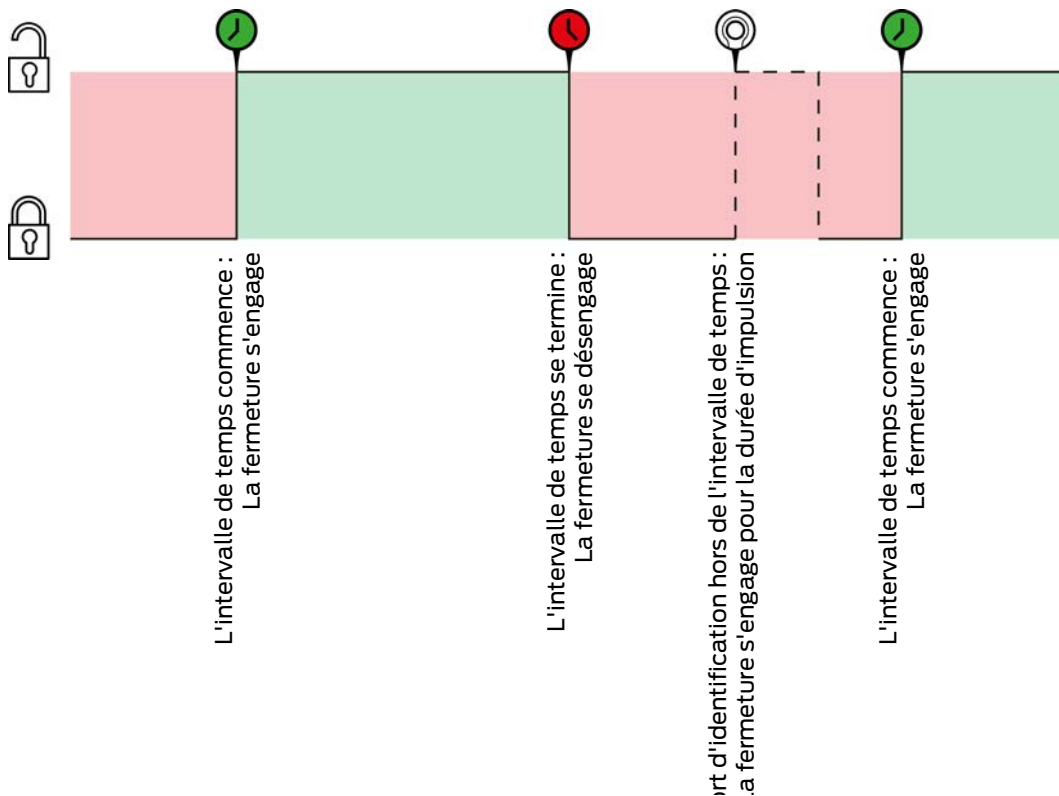 L'intervalle de temps commence :
La fermeture s'engage
L'intervalle de temps se termine :
La fermeture se désengage
d'identification hors de l'intervalle de temps :
fermeture s'engage pour la durée d'impulsion
L'intervalle de temps commence :
La fermeture s'engage